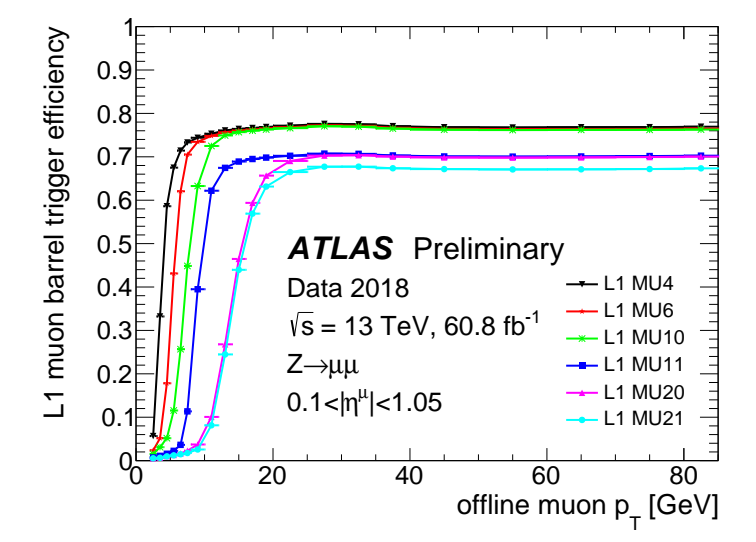 L1 muon barrel trigger efficiency
1
0.9
0.8
0.7
0.6
0.5
0.4
0.3
0.2
0.1
0
ATLAS Preliminary
Data 2018
√s = 13 TeV, 60.8 fb⁻¹
Z→μμ
0.1<|η^μ|<1.05
L1 MU4
L1 MU6
L1 MU10
L1 MU11
L1 MU20
L1 MU21
0 20 40 60 80
offline muon p_T [GeV]